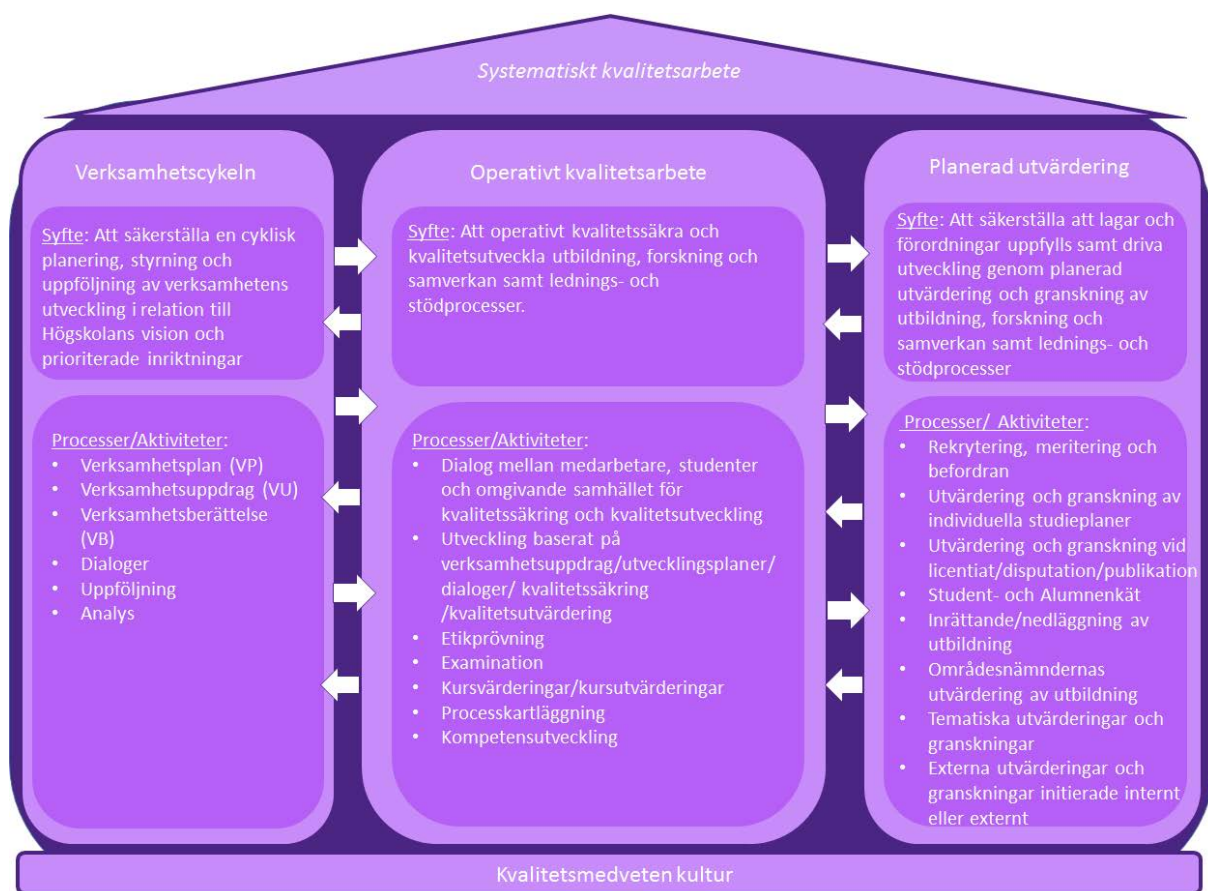 Systematiskt kvalitetsarbete
Verksamhetscykeln
Syfte: Att säkerställa en cyklisk
planering, styrning och
uppföljning av verksamhetens
utveckling i relation till
Högskolans vision och
prioriterade inriktningar
Processer/Aktiviteter:
• Verksamhetsplan (VP)
• Verksamhetsuppdrag (VU)
• Verksamhetsberättelse
(VB)
• Dialoger
• Uppföljning
• Analys
Operativt kvalitetsarbete
Syfte: Att operativt kvalitetssäkra och
kvalitetsutveckla utbildning, forskning och
samverkan samt lednings- och
stödprocesser.
Processer/Aktiviteter:
• Dialog mellan medarbetare, studenter
och omgivande samhället för
kvalitetssäkring och kvalitetsutveckling
• Utveckling baserat på
verksamhetsuppdrag/utvecklingsplaner/
dialoger/ kvalitetssäkring
/kvalitetsutvärdering
• Etikprövning
• Examination
• Kursvärderingar/kursutvärderingar
• Processkartläggning
• Kompetensutveckling
Planerad utvärdering
Syfte: Att säkerställa att lagar och
förordningar uppfylls samt driva
utveckling genom planerad
utvärdering och granskning av
utbildning, forskning och
samverkan samt lednings- och
stödprocesser
Processer/ Aktiviteter:
• Rekrytering, meritering och
befordran
• Utvärdering och granskning av
individuella studieplaner
• Utvärdering och granskning vid
licentiat/disputation/publikation
• Student- och Alumnenkät
• Inrättande/nedläggning av
utbildning
• Områdesnämndernas
utvärdering av utbildning
• Tematiska utvärderingar och
granskningar
• Externa utvärderingar och
granskningar initierade internt
eller externt
Kvalitetsmedveten kultur